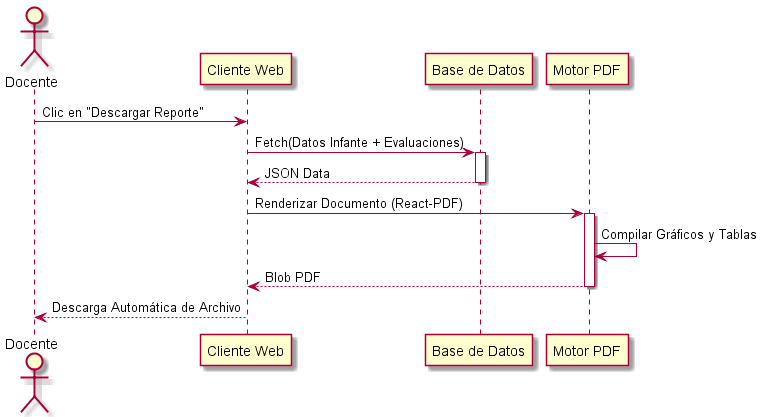 Docente
Cliente Web
Base de Datos
Motor PDF
Clic en "Descargar Reporte"
Fetch(Datos Infante + Evaluaciones)
JSON Data
Renderizar Documento (React-PDF)
Compilar Gráficos y Tablas
Blob PDF
Descarga Automática de Archivo
Docente
Cliente Web
Base de Datos
Motor PDF